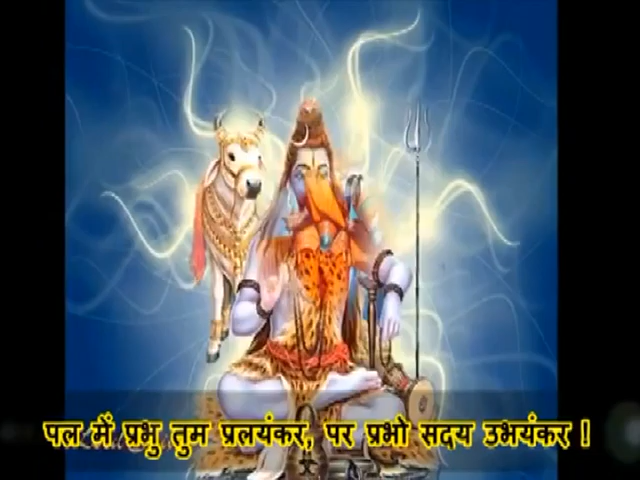 पल में प्रभु तुम प्रलयंकर, पर प्रभो सदय उभयंकर !